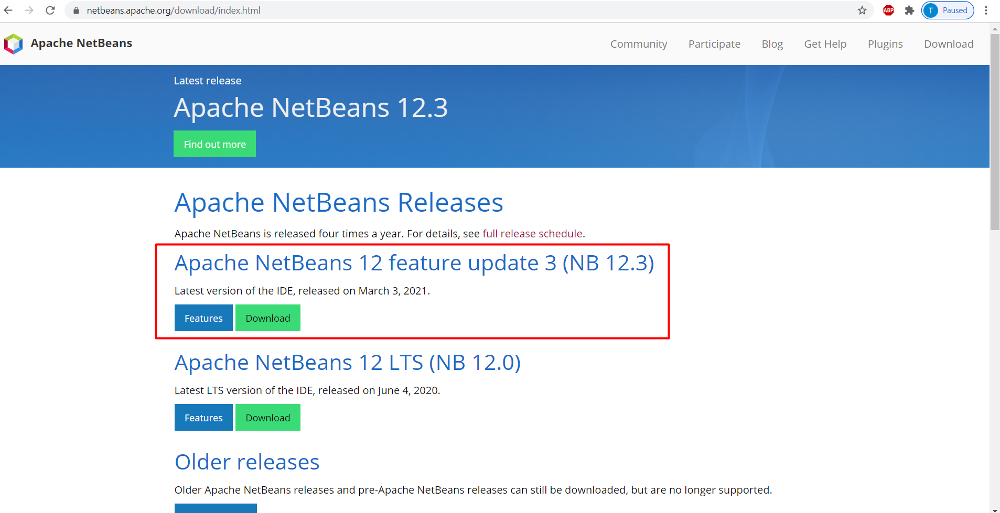 netbeans.apache.org/download/index.html
ABP
T Paused
Apache NetBeans
Community Participate Blog Get Help Plugins Download
Latest release
Apache NetBeans 12.3
Find out more
Apache NetBeans Releases
Apache NetBeans is released four times a year. For details, see full release schedule.
Apache NetBeans 12 feature update 3 (NB 12.3)
Latest version of the IDE, released on March 3, 2021.
Features Download
Apache NetBeans 12 LTS (NB 12.0)
Latest LTS version of the IDE, released on June 4, 2020.
Features Download
Older releases
Older Apache NetBeans releases and pre-Apache NetBeans releases can still be downloaded, but are no longer supported.